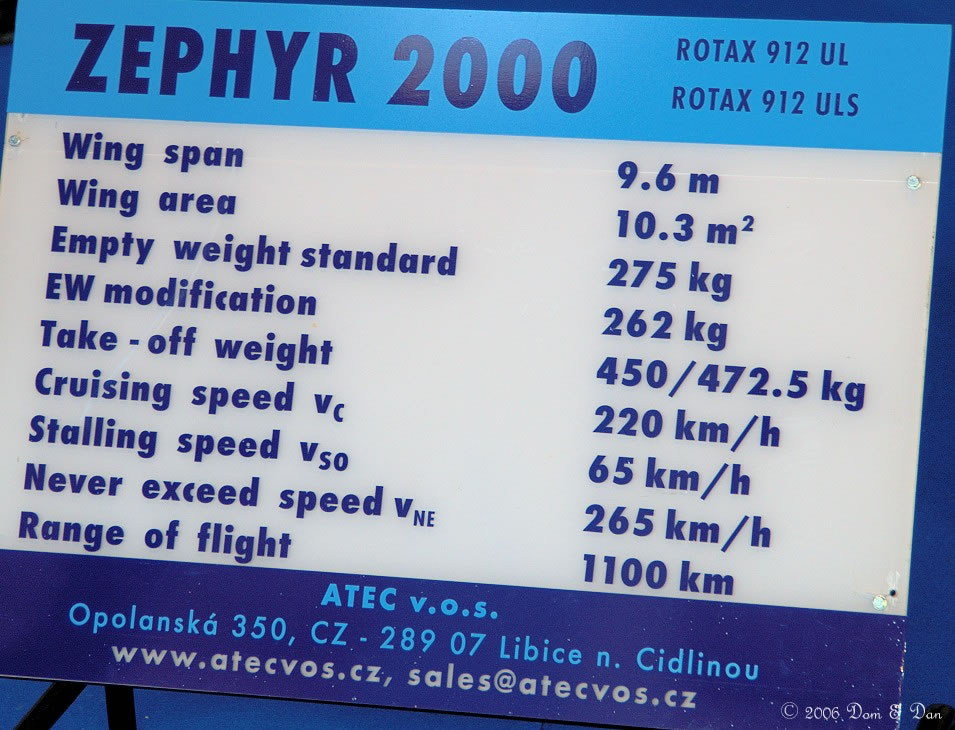 ZEPHYR 2000
ROTAX 912 UL
ROTAX 912 ULS
Wing span 9.6 m
Wing area 10.3 m²
Empty weight standard 275 kg
EW modification 262 kg
Take-off weight 450/472.5 kg
Cruising speed vC 220 km/h
Stalling speed vSO 65 km/h
Never exceed speed vNE 265 km/h
Range of flight 1100 km
ATEC v.o.s.
Opolanská 350, CZ - 289 07 Libice n. Cidlinou
www.atecvos.cz, sales@atecvos.cz
© 2006 Dom & Dan